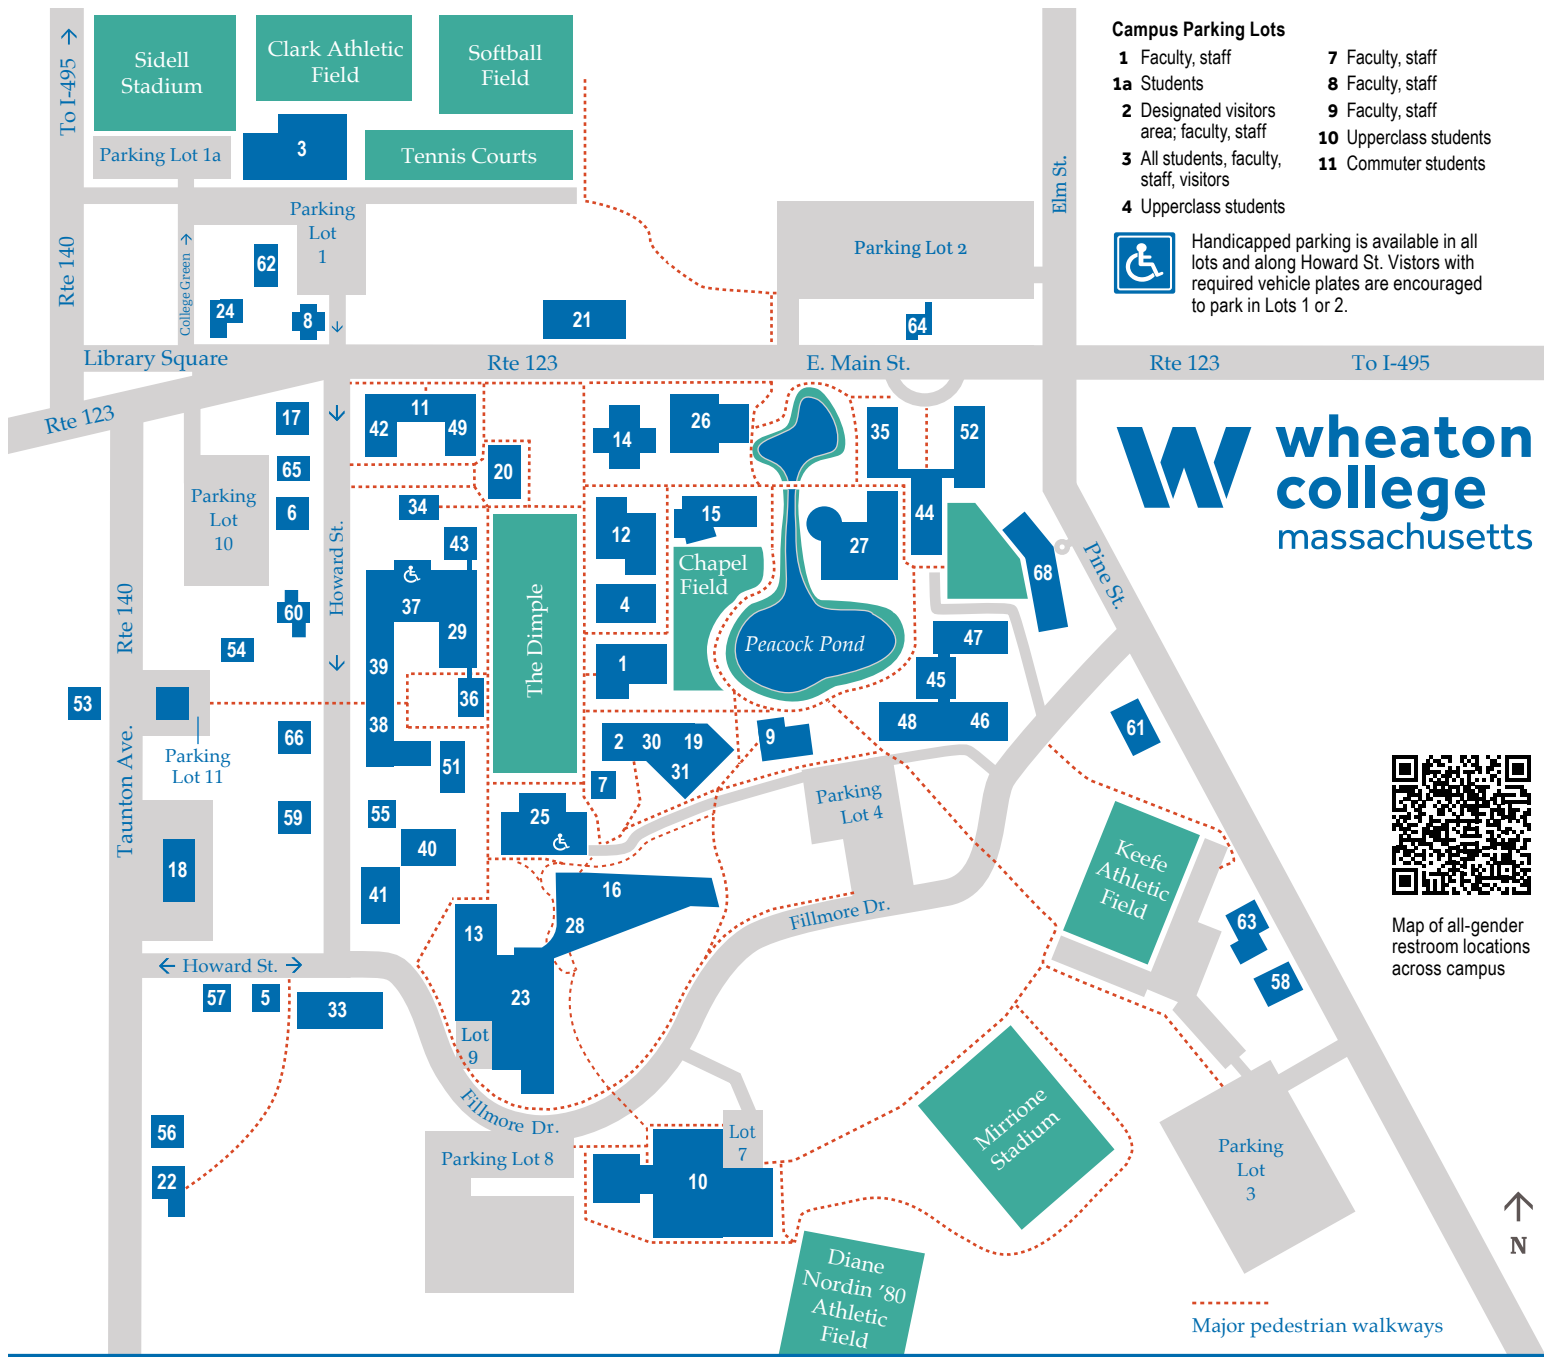 Campus Parking Lots
1 Faculty, staff
1a Students
2 Designated visitors
area; faculty, staff
3 All students, faculty,
staff, visitors
4 Upperclass students
7 Faculty, staff
8 Faculty, staff
9 Faculty, staff
10 Upperclass students
11 Commuter students
Handicapped parking is available in all
lots and along Howard St. Vistors with
required vehicle plates are encouraged
to park in Lots 1 or 2.
wheaton
college
massachusetts
Map of all-gender
restroom locations
across campus
N
Major pedestrian walkways
To I-495
Sidell
Stadium
Clark Athletic
Field
Softball
Field
Parking Lot 1a
3
Tennis Courts
Elm St.
Rte 140
College Green
Parking
Lot
1
62
24
8
21
Parking Lot 2
64
Library Square
Rte 123
E. Main St.
Rte 123
To I-495
Rte 123
17
11
42
49
14
26
35
52
65
20
Parking
Lot
10
6
34
12
15
44
27
43
Chapel
Field
68
Pine St.
Howard St.
37
4
The Dimple
Rte 140
60
29
54
39
1
Peacock Pond
47
45
53
36
38
48
46
66
Parking
Lot 11
2
30
19
31
9
61
Taunton Ave.
51
7
Parking
Lot 4
59
55
25
40
Keefe
Athletic
Field
18
41
16
28
Fillmore Dr.
13
63
Howard St.
23
58
57
5
33
Lot
9
Fillmore Dr.
Mirrione
Stadium
56
Parking Lot 8
Lot
7
Parking
Lot
3
22
10
Diane
Nordin ’80
Athletic
Field